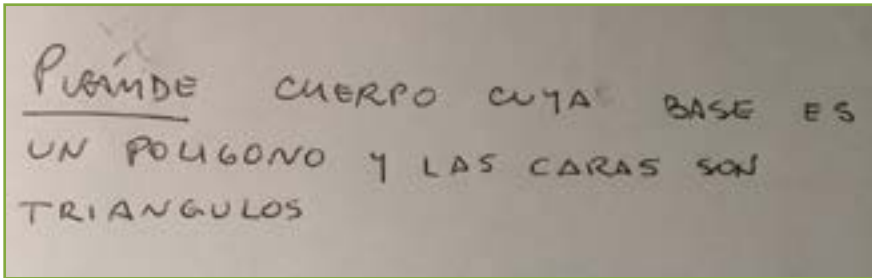 PIRÁMIDE CUERPO CUYA BASE ES
UN POLIGONO Y LAS CARAS SON
TRIANGULOS